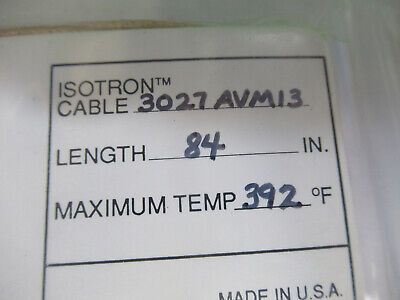 ISOTRON™
CABLE 3027 AVM13
LENGTH 84 IN.
MAXIMUM TEMP 392 °F
MADE IN U.S.A.